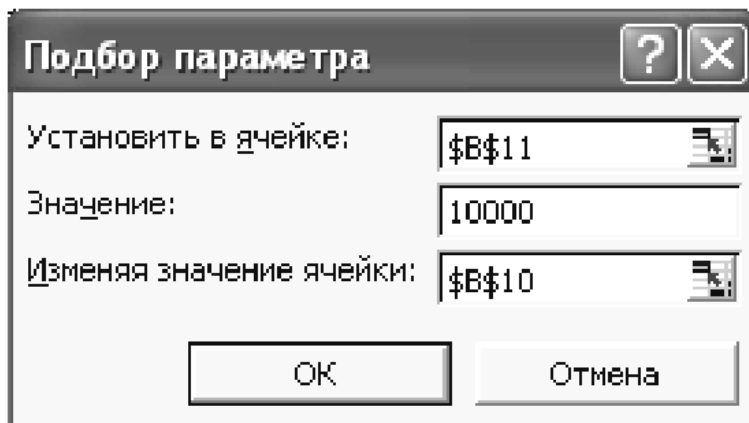 Подбор параметра ?
Установить в ячейке: $B$11
Значение: 10000
Изменяя значение ячейки: $B$10
ОК Отмена